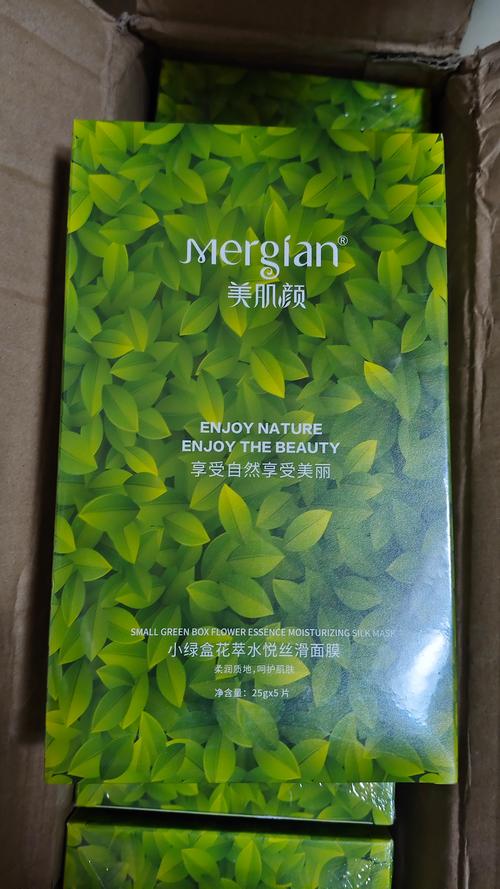 Mergian®
美肌颜
ENJOY NATURE
ENJOY THE BEAUTY
享受自然享受美丽
SMALL GREEN BOX FLOWER ESSENCE MOISTURIZING SILK MASK
小绿盒花萃水悦丝滑面膜
柔润质地,呵护肌肤
净含量：25gx5片